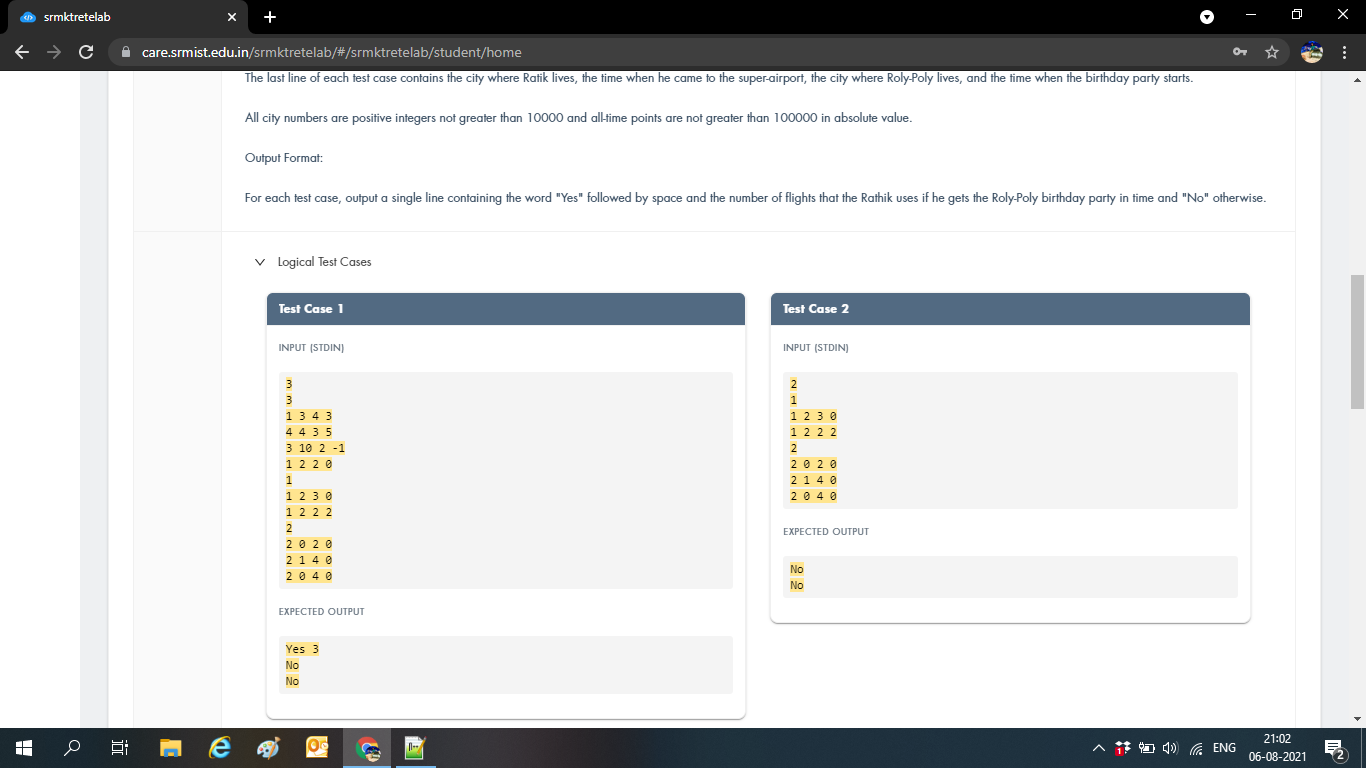 srmktretelab
care.srmist.edu.in/srmktretelab/#/srmktretelab/student/home
The last line of each test case contains the city where Ratik lives, the time when he came to the super-airport, the city where Roly-Poly lives, and the time when the birthday party starts.
All city numbers are positive integers not greater than 10000 and all-time points are not greater than 100000 in absolute value.
Output Format:
For each test case, output a single line containing the word "Yes" followed by space and the number of flights that the Rathik uses if he gets the Roly-Poly birthday party in time and "No" otherwise.
Logical Test Cases
Test Case 1
INPUT (STDIN)
3
3
1 3 4 3
4 4 3 5
3 10 2 -1
1 2 2 0
1
1 2 3 0
1 2 2 2
2
2 0 2 0
2 1 4 0
2 0 4 0
EXPECTED OUTPUT
Yes 3
No
No
Test Case 2
INPUT (STDIN)
2
1
1 2 3 0
1 2 2 2
2
2 0 2 0
2 1 4 0
2 0 4 0
EXPECTED OUTPUT
No
No
ENG
21:02
06-08-2021
2